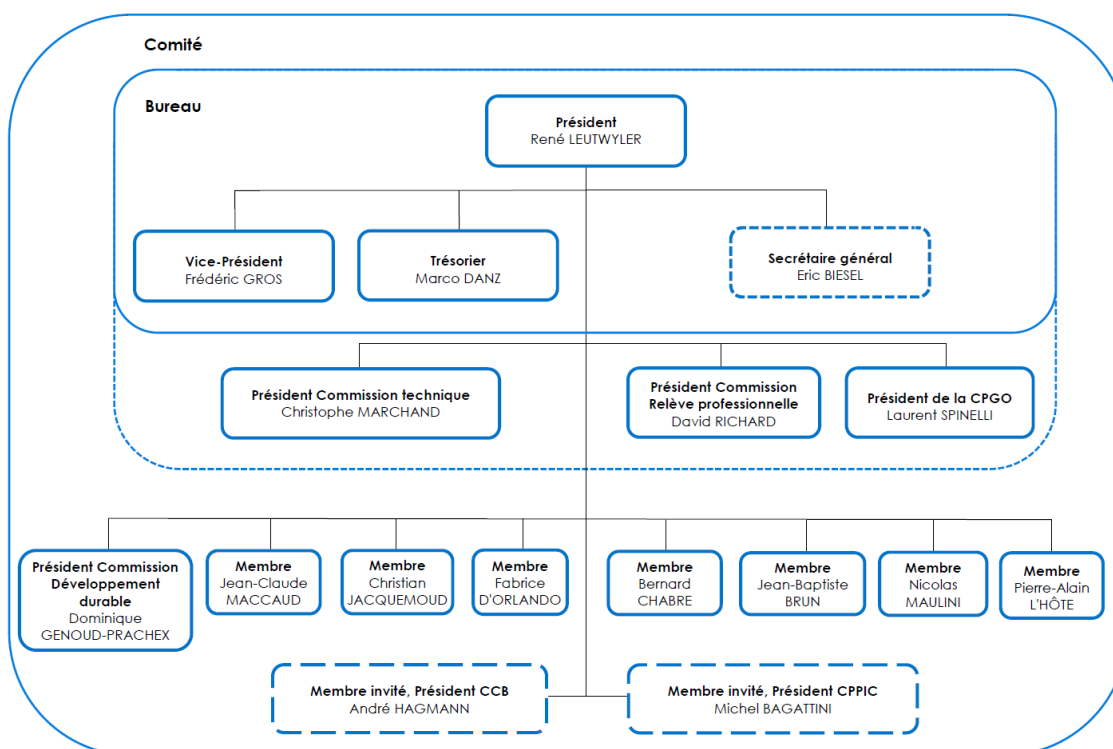 Comité
Bureau
Président
René LEUTWYLER
Vice-Président
Frédéric GROS
Trésorier
Marco DANZ
Secrétaire général
Eric BIESEL
Président Commission technique
Christophe MARCHAND
Président Commission
Relève professionnelle
David RICHARD
Président de la CPGO
Laurent SPINELLI
Président Commission
Développement
durable
Dominique
GENOUD-PRACHEX
Membre
Jean-Claude
MACCAUD
Membre
Christian
JACQUEMOUD
Membre
Fabrice
D'ORLANDO
Membre
Bernard
CHABRE
Membre
Jean-Baptiste
BRUN
Membre
Nicolas
MAULINI
Membre
Pierre-Alain
L'HÔTE
Membre invité, Président CCB
André HAGMANN
Membre invité, Président CPPIC
Michel BAGATTINI